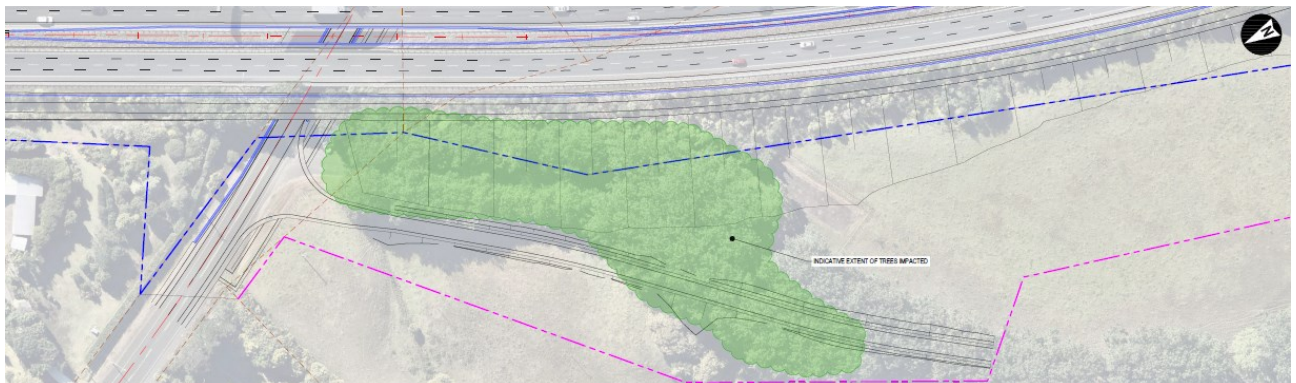 N
INDICATIVE EXTENT OF TREES IMPACTED